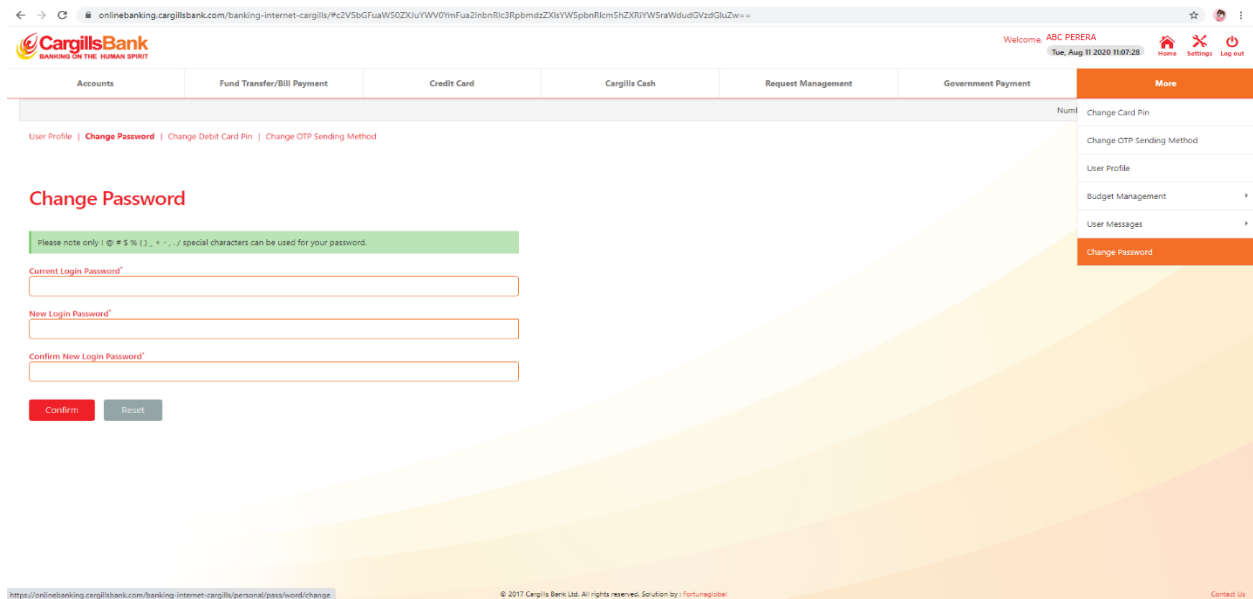 onlinebanking.cargillsbank.com/banking-internet-cargills/#c2VsbGFuaW50ZXJuYWV0YmFua2InbnRlc3RpbmdzZXIsYW5pbnRlcm5hZXRiYW5raWdudGVzdGluZw==
CargillsBank
BANKING ON THE HUMAN SPIRIT
Welcome, ABC PERERA
Tue, Aug 11 2020 11:07:28
Home Settings Log out
Accounts Fund Transfer/Bill Payment Credit Card Cargills Cash Request Management Government Payment More
Numb
Change Card Pin
User Profile | Change Password | Change Debit Card Pin | Change OTP Sending Method
Change OTP Sending Method
User Profile
Budget Management
User Messages
Change Password
Change Password
Please note only ! @ # $ % ( ) _ + - , . / special characters can be used for your password.
Current Login Password*
New Login Password*
Confirm New Login Password*
Confirm Reset
https://onlinebanking.cargillsbank.com/banking-internet-cargills/personal/pass/word/change
© 2017 Cargills Bank Ltd. All rights reserved. Solution by : Fortunaglobal
Contact Us